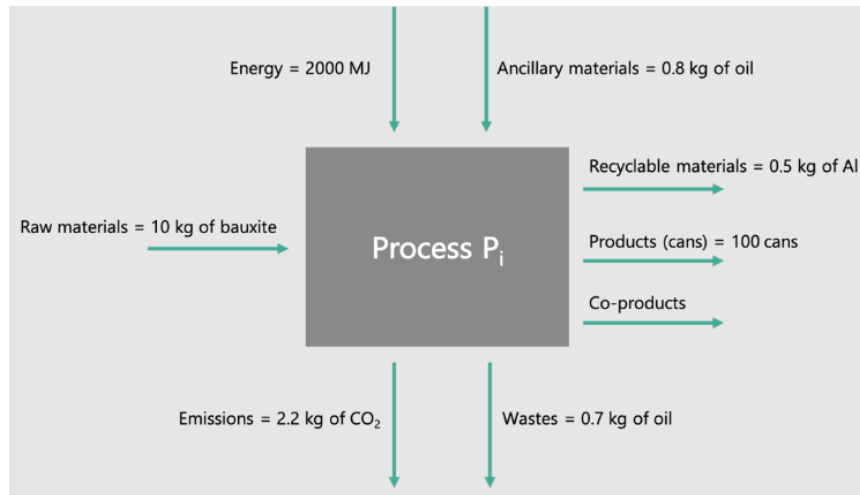 Energy = 2000 MJ
Ancillary materials = 0.8 kg of oil
Recyclable materials = 0.5 kg of Al
Raw materials = 10 kg of bauxite
Process Pᵢ
Products (cans) = 100 cans
Co-products
Emissions = 2.2 kg of CO₂
Wastes = 0.7 kg of oil